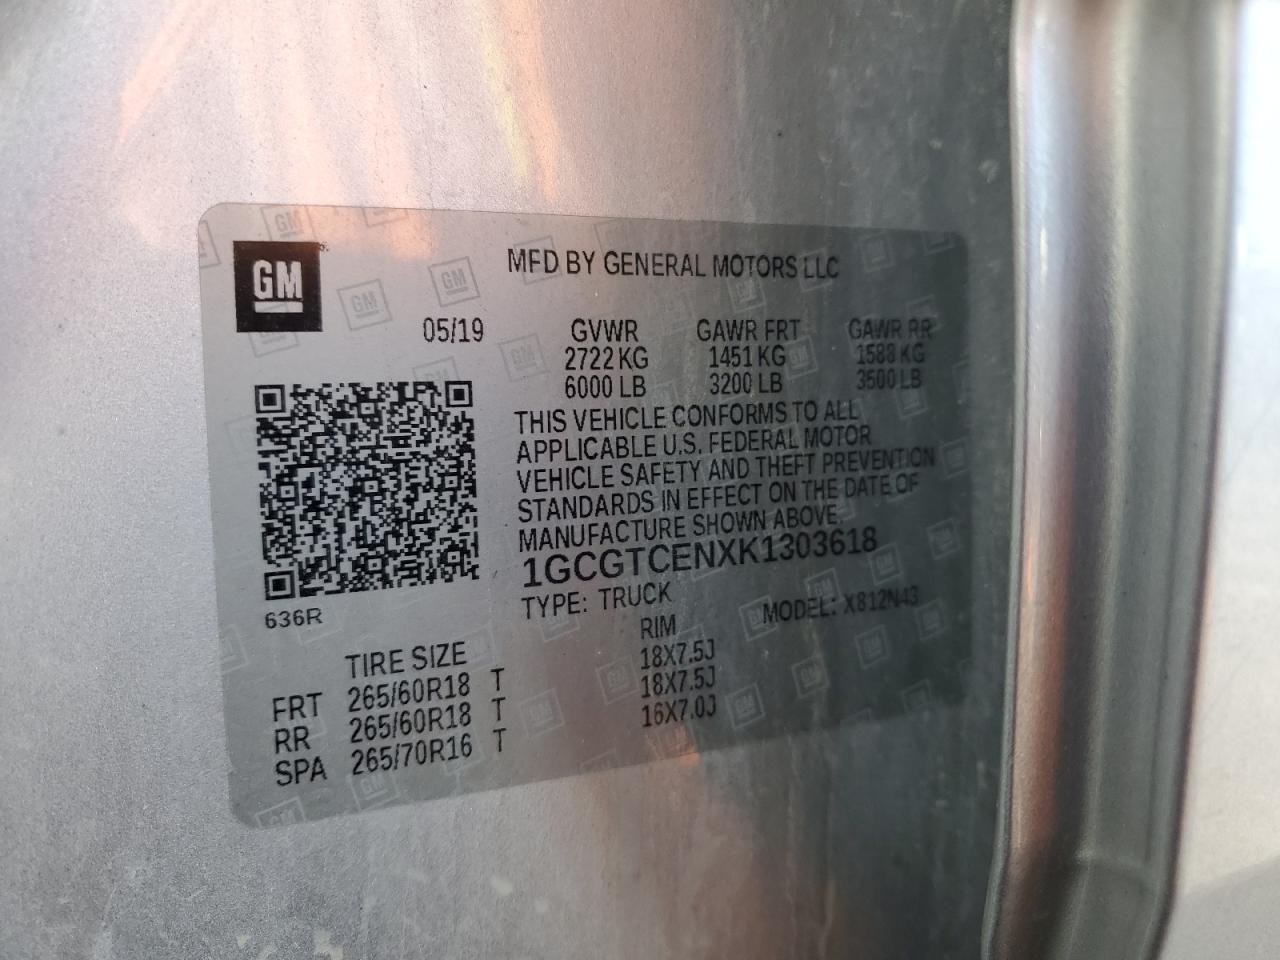 GM
MFD BY GENERAL MOTORS LLC
05/19 GVWR GAWR FRT GAWR RR
2722 KG 1451 KG 1588 KG
6000 LB 3200 LB 3500 LB
THIS VEHICLE CONFORMS TO ALL
APPLICABLE U.S. FEDERAL MOTOR
VEHICLE SAFETY AND THEFT PREVENTION
STANDARDS IN EFFECT ON THE DATE OF
MANUFACTURE SHOWN ABOVE.
1GCGTCENXK1303618
TYPE: TRUCK MODEL: X812N43
636R
TIRE SIZE RIM
FRT 265/60R18 T 18X7.5J
RR 265/60R18 T 18X7.5J
SPA 265/70R16 T 16X7.0J